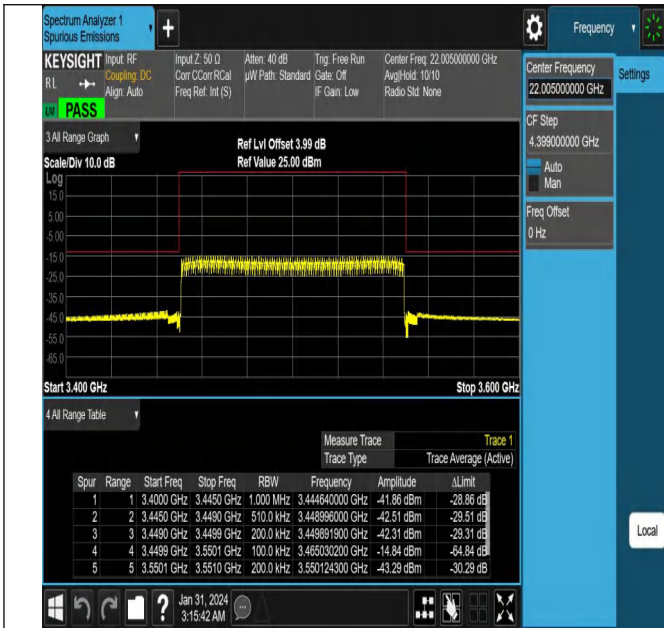 Spectrum Analyzer 1
Spurious Emissions
Frequency
KEYSIGHT
RL
PASS
Input: RF
Coupling: DC
Align: Auto
Input Z: 50 Ω
Corr CCorr RCal
Freq Ref: Int (S)
Atten: 40 dB
µW Path: Standard
Trig: Free Run
Gate: Off
IF Gain: Low
Center Freq: 22.005000000 GHz
Avg|Hold: 10/10
Radio Std: None
Center Frequency
22.005000000 GHz
Settings
CF Step
4.399000000 GHz
Auto
Man
Freq Offset
0 Hz
3 All Range Graph
Scale/Div 10.0 dB
Ref Lvl Offset 3.99 dB
Ref Value 25.00 dBm
Log
15.0
5.00
-5.00
-15.0
-25.0
-35.0
-45.0
-55.0
-65.0
Start 3.400 GHz
Stop 3.600 GHz
4 All Range Table
Measure Trace Trace 1
Trace Type Trace Average (Active)
Spur Range Start Freq Stop Freq RBW Frequency Amplitude ΔLimit
1 1 3.4000 GHz 3.4450 GHz 1.000 MHz 3.444640000 GHz -41.86 dBm -28.86 dB
2 2 3.4450 GHz 3.4490 GHz 510.0 kHz 3.448996000 GHz -42.51 dBm -29.51 dB
3 3 3.4490 GHz 3.4499 GHz 200.0 kHz 3.449891900 GHz -42.31 dBm -29.31 dB
4 4 3.4499 GHz 3.5501 GHz 100.0 kHz 3.465030200 GHz -14.84 dBm -64.84 dB
5 5 3.5501 GHz 3.5510 GHz 200.0 kHz 3.550124300 GHz -43.29 dBm -30.29 dB
Local
?
Jan 31, 2024
3:15:42 AM